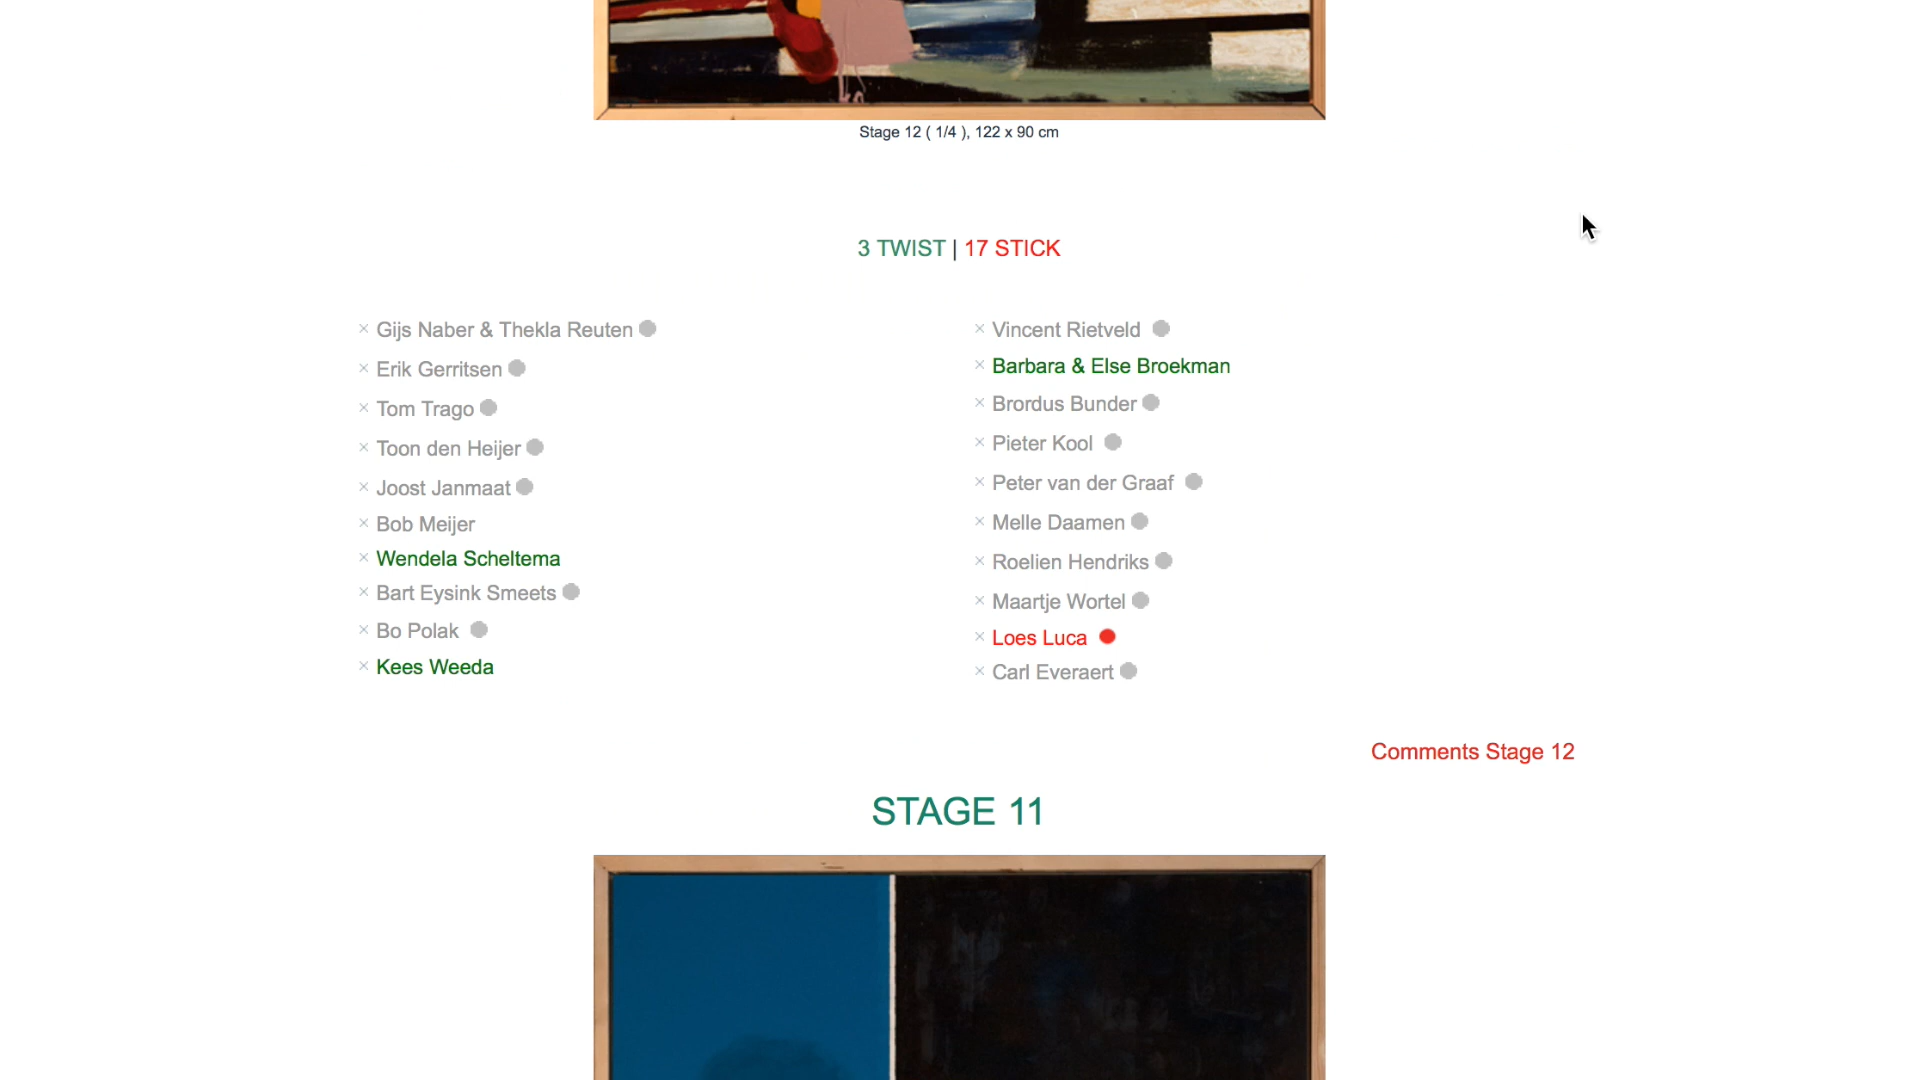 Stage 12 ( 1/4 ), 122 x 90 cm
3 TWIST | 17 STICK
× Gijs Naber & Thekla Reuten
× Erik Gerritsen
× Tom Trago
× Toon den Heijer
× Joost Janmaat
× Bob Meijer
× Wendela Scheltema
× Bart Eysink Smeets
× Bo Polak
× Kees Weeda
× Vincent Rietveld
× Barbara & Else Broekman
× Brordus Bunder
× Pieter Kool
× Peter van der Graaf
× Melle Daamen
× Roelien Hendriks
× Maartje Wortel
× Loes Luca
× Carl Everaert
Comments Stage 12
STAGE 11